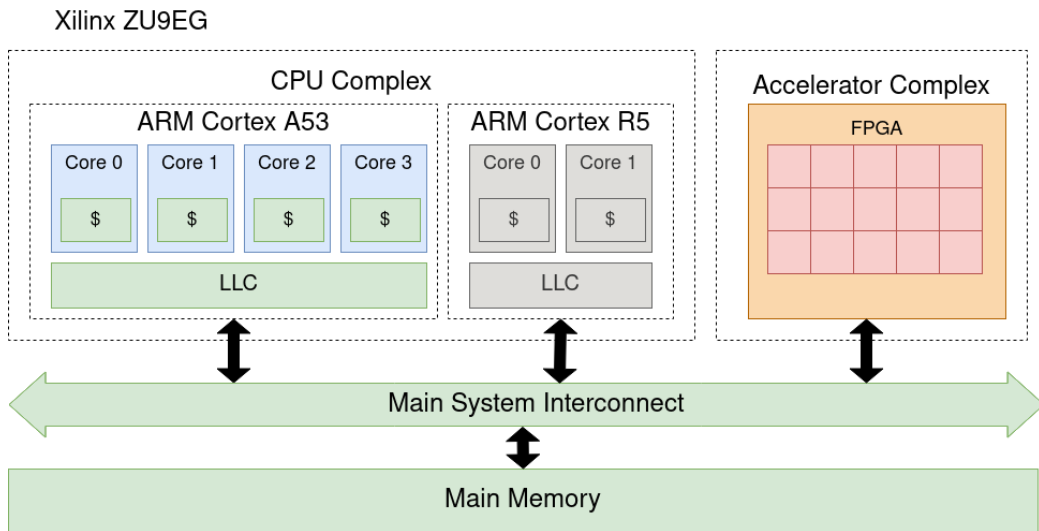 Xilinx ZU9EG
CPU Complex
Accelerator Complex
ARM Cortex A53
ARM Cortex R5
FPGA
Core 0
Core 1
Core 2
Core 3
Core 0
Core 1
$
$
$
$
$
$
LLC
LLC
Main System Interconnect
Main Memory